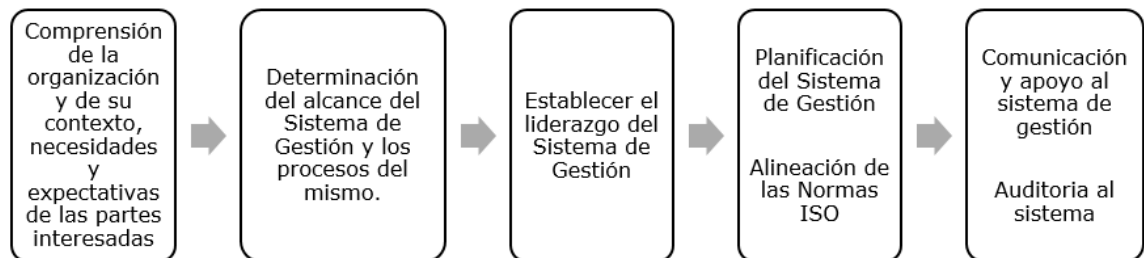 Comprensión
de la
organización
y de su
contexto,
necesidades
y
expectativas
de las partes
interesadas
Determinación
del alcance del
Sistema de
Gestión y los
procesos del
mismo.
Establecer el
liderazgo del
Sistema de
Gestión
Planificación
del Sistema
de Gestión
Alineación de
las Normas
ISO
Comunicación
y apoyo al
sistema de
gestión
Auditoria al
sistema